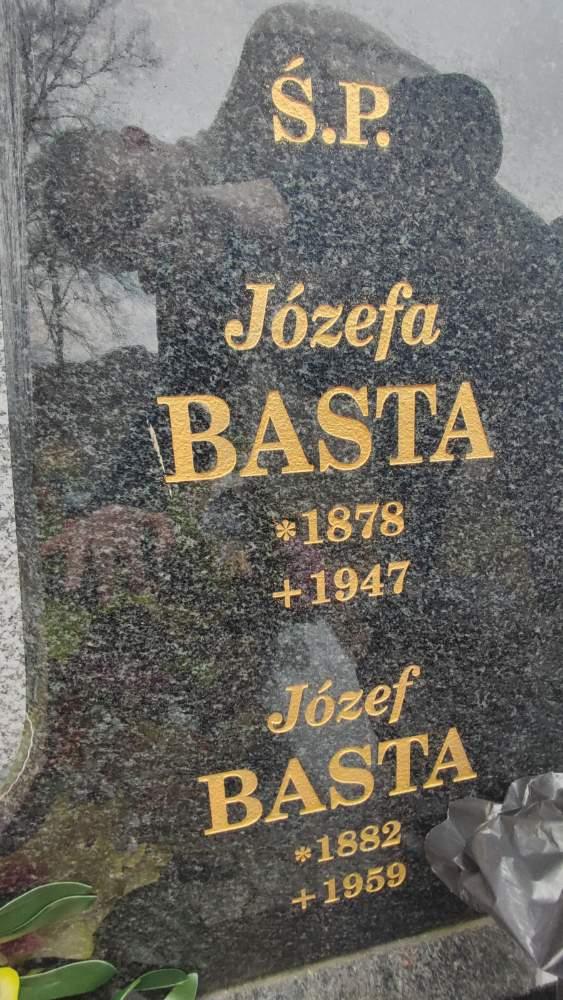 Ś.P.
Józefa
BASTA
*1878
+1947
Józef
BASTA
*1882
+1959